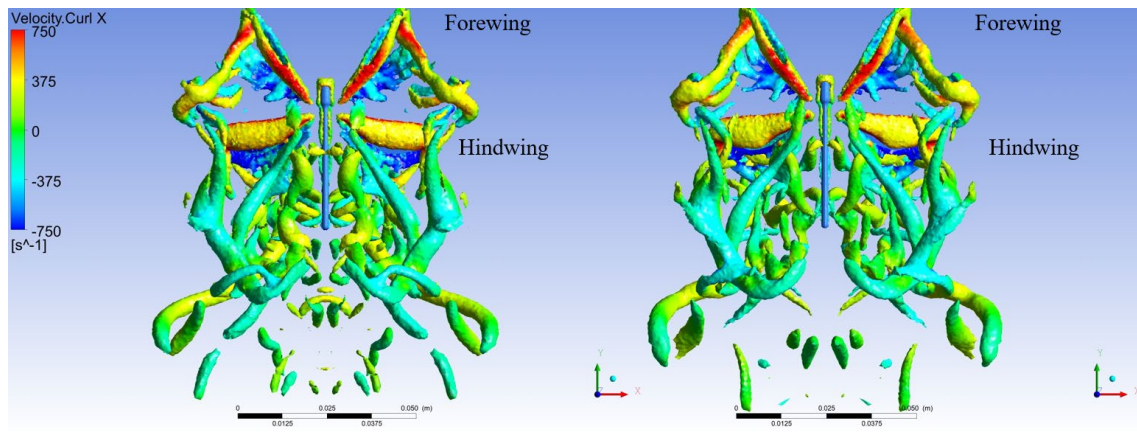 Velocity.Curl X
750
375
0
-375
-750
[s^-1]
Forewing
Hindwing
Forewing
Hindwing
0
0.025
0.050 (m)
0.0125
0.0375
Y
X
0
0.025
0.050 (m)
0.0125
0.0375
Y
X